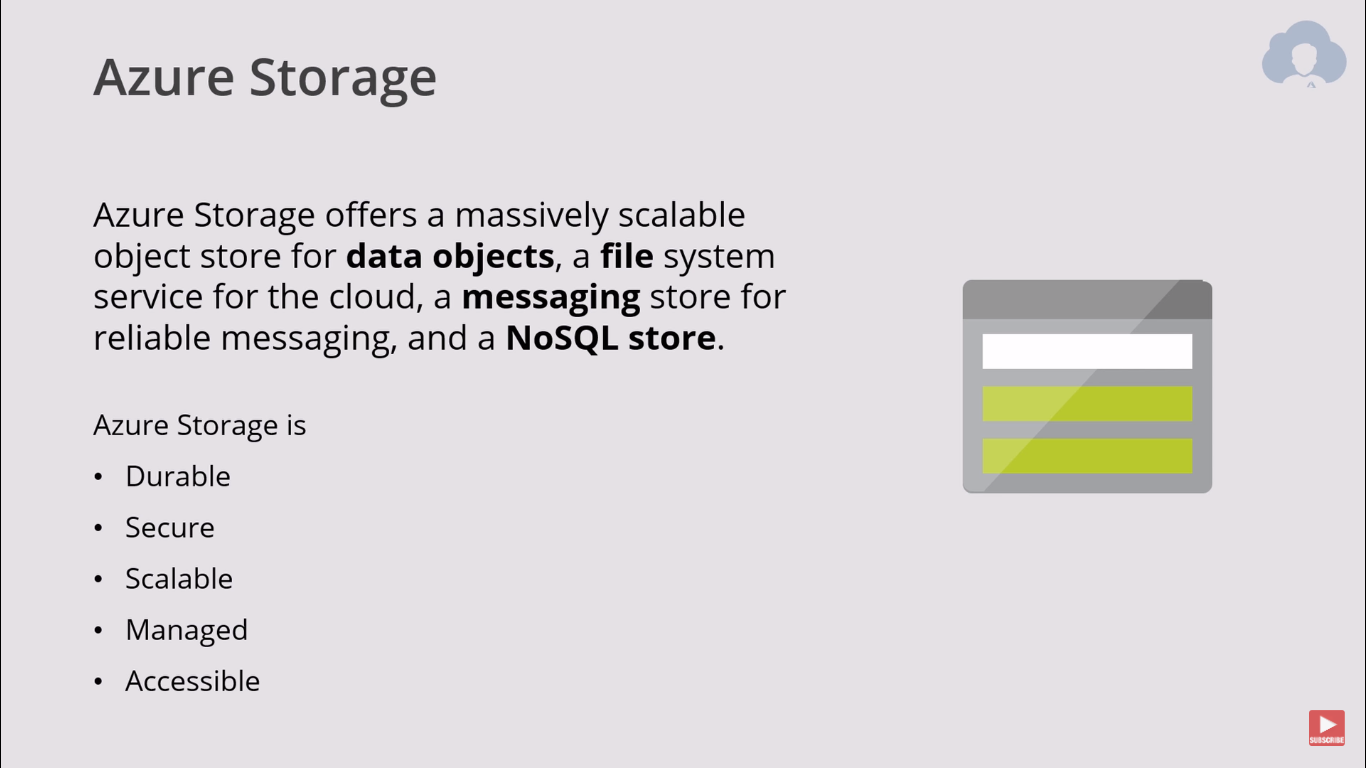 Azure Storage
Azure Storage offers a massively scalable
object store for data objects, a file system
service for the cloud, a messaging store for
reliable messaging, and a NoSQL store.
Azure Storage is
• Durable
• Secure
• Scalable
• Managed
• Accessible
SUBSCRIBE